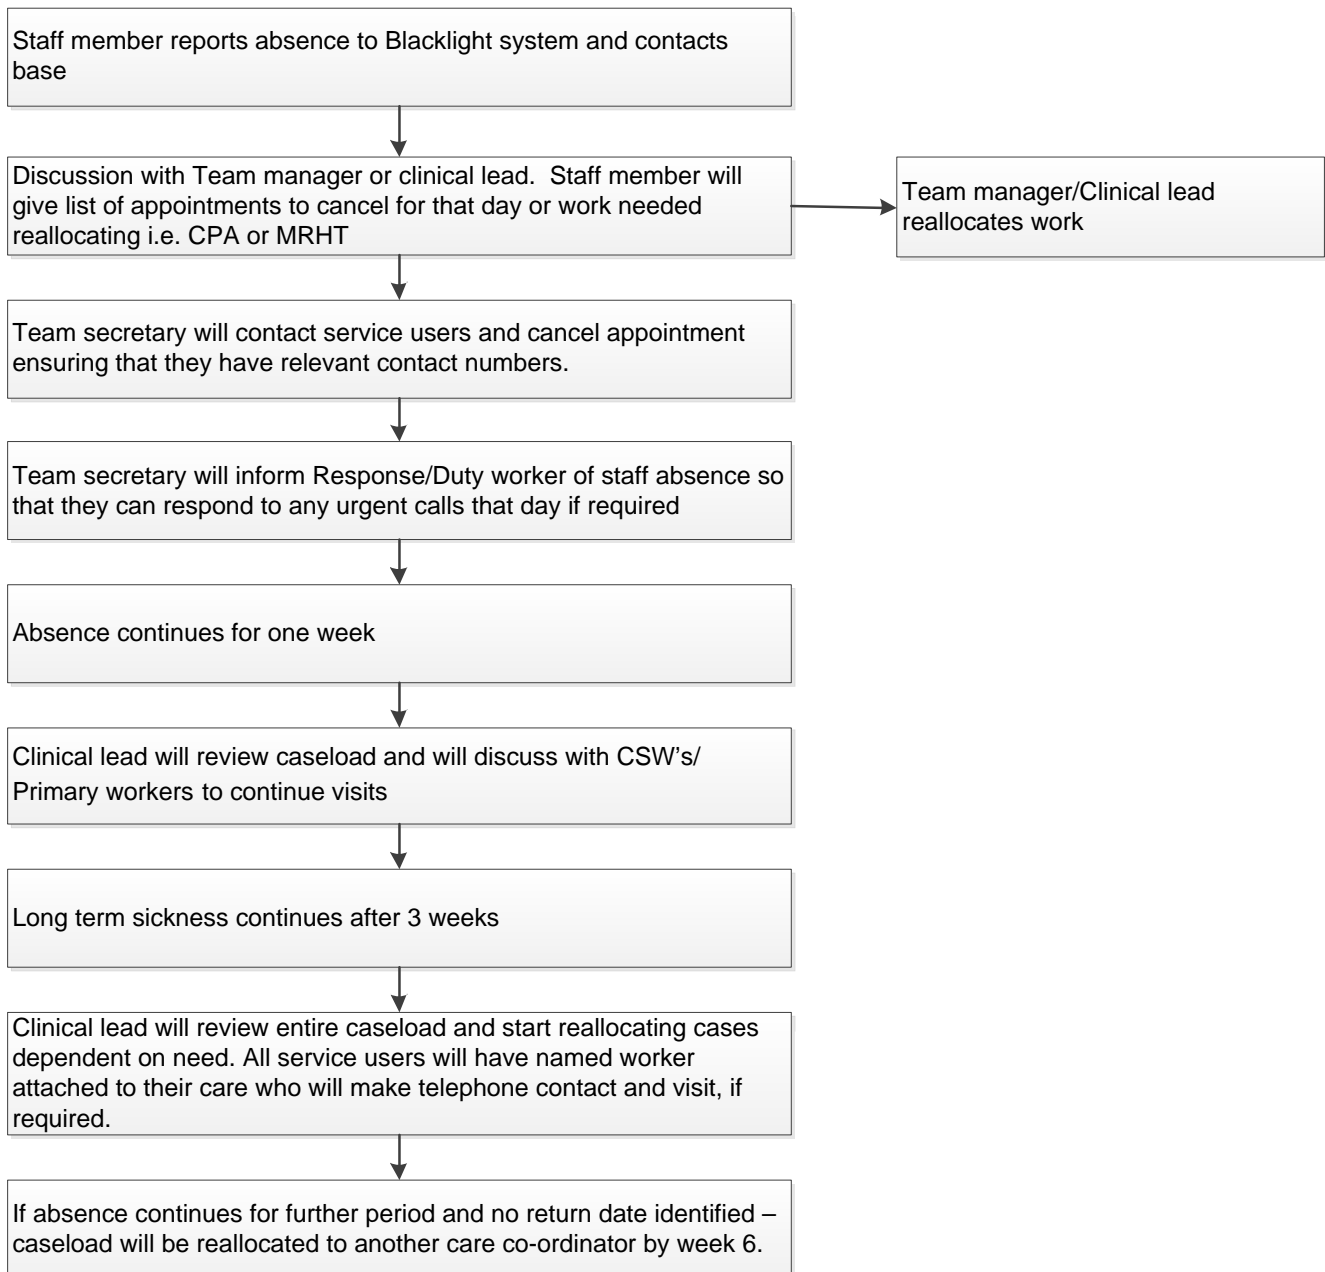 Staff member reports absence to Blacklight system and contacts
base
Discussion with Team manager or clinical lead.  Staff member will
give list of appointments to cancel for that day or work needed
reallocating i.e. CPA or MRHT
Team manager/Clinical lead
reallocates work
Team secretary will contact service users and cancel appointment
ensuring that they have relevant contact numbers.
Team secretary will inform Response/Duty worker of staff absence so
that they can respond to any urgent calls that day if required
Absence continues for one week
Clinical lead will review caseload and will discuss with CSW's/
Primary workers to continue visits
Long term sickness continues after 3 weeks
Clinical lead will review entire caseload and start reallocating cases
dependent on need. All service users will have named worker
attached to their care who will make telephone contact and visit, if
required.
If absence continues for further period and no return date identified –
caseload will be reallocated to another care co-ordinator by week 6.